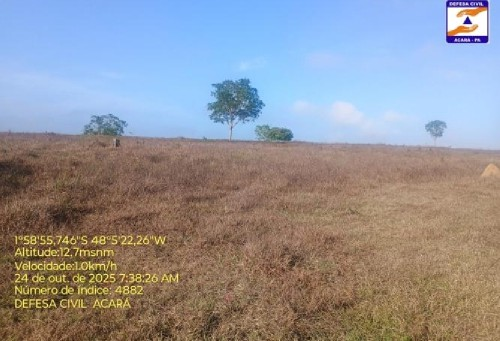 DEFESA CIVIL
ACARÁ - PA
1°58'55,746"S 48°5'22,26"W
Altitude:12,7msnm
Velocidade:1.0km/h
24 de out. de 2025 7:38:26 AM
Número de índice: 4882
DEFESA CIVIL ACARÁ